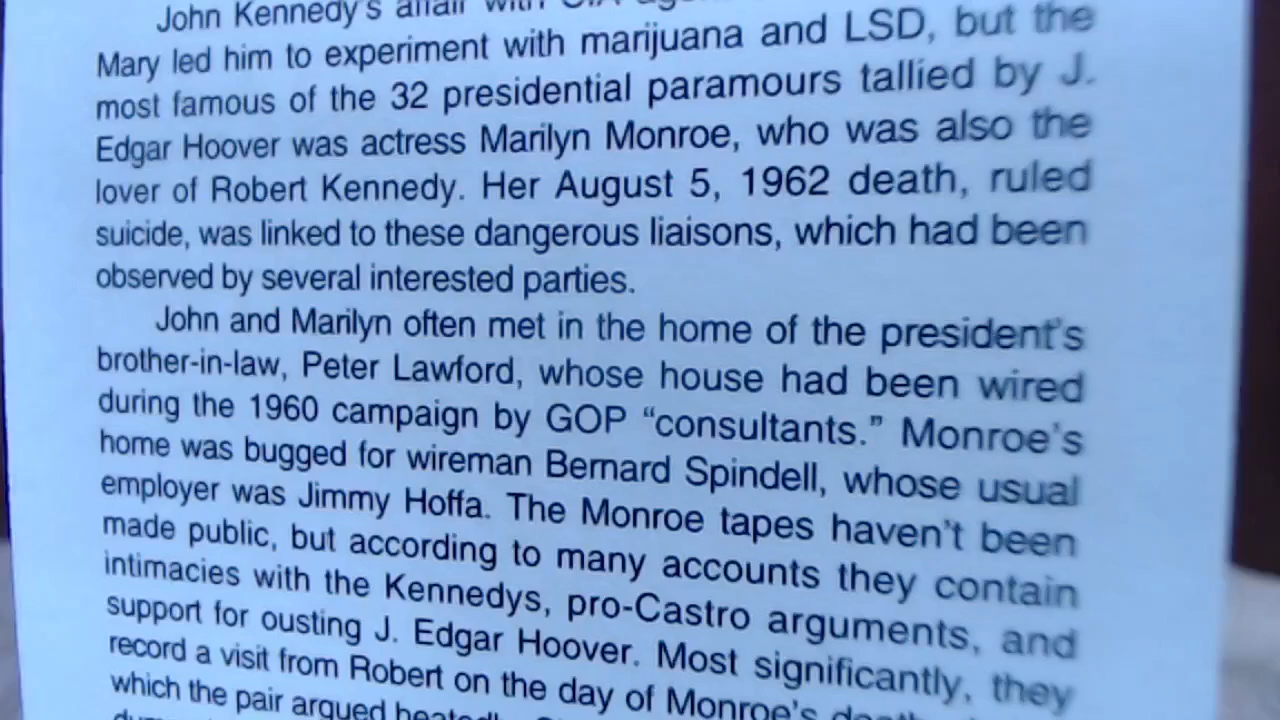 John Kennedy's affair with CIA
Mary led him to experiment with marijuana and LSD, but the
most famous of the 32 presidential paramours tallied by J.
Edgar Hoover was actress Marilyn Monroe, who was also the
lover of Robert Kennedy. Her August 5, 1962 death, ruled
suicide, was linked to these dangerous liaisons, which had been
observed by several interested parties.
John and Marilyn often met in the home of the president's
brother-in-law, Peter Lawford, whose house had been wired
during the 1960 campaign by GOP “consultants.” Monroe's
home was bugged for wireman Bernard Spindell, whose usual
employer was Jimmy Hoffa. The Monroe tapes haven't been
made public, but according to many accounts they contain
intimacies with the Kennedys, pro-Castro arguments, and
support for ousting J. Edgar Hoover. Most significantly, they
record a visit from Robert on the day of Monroe's
which the pair argued